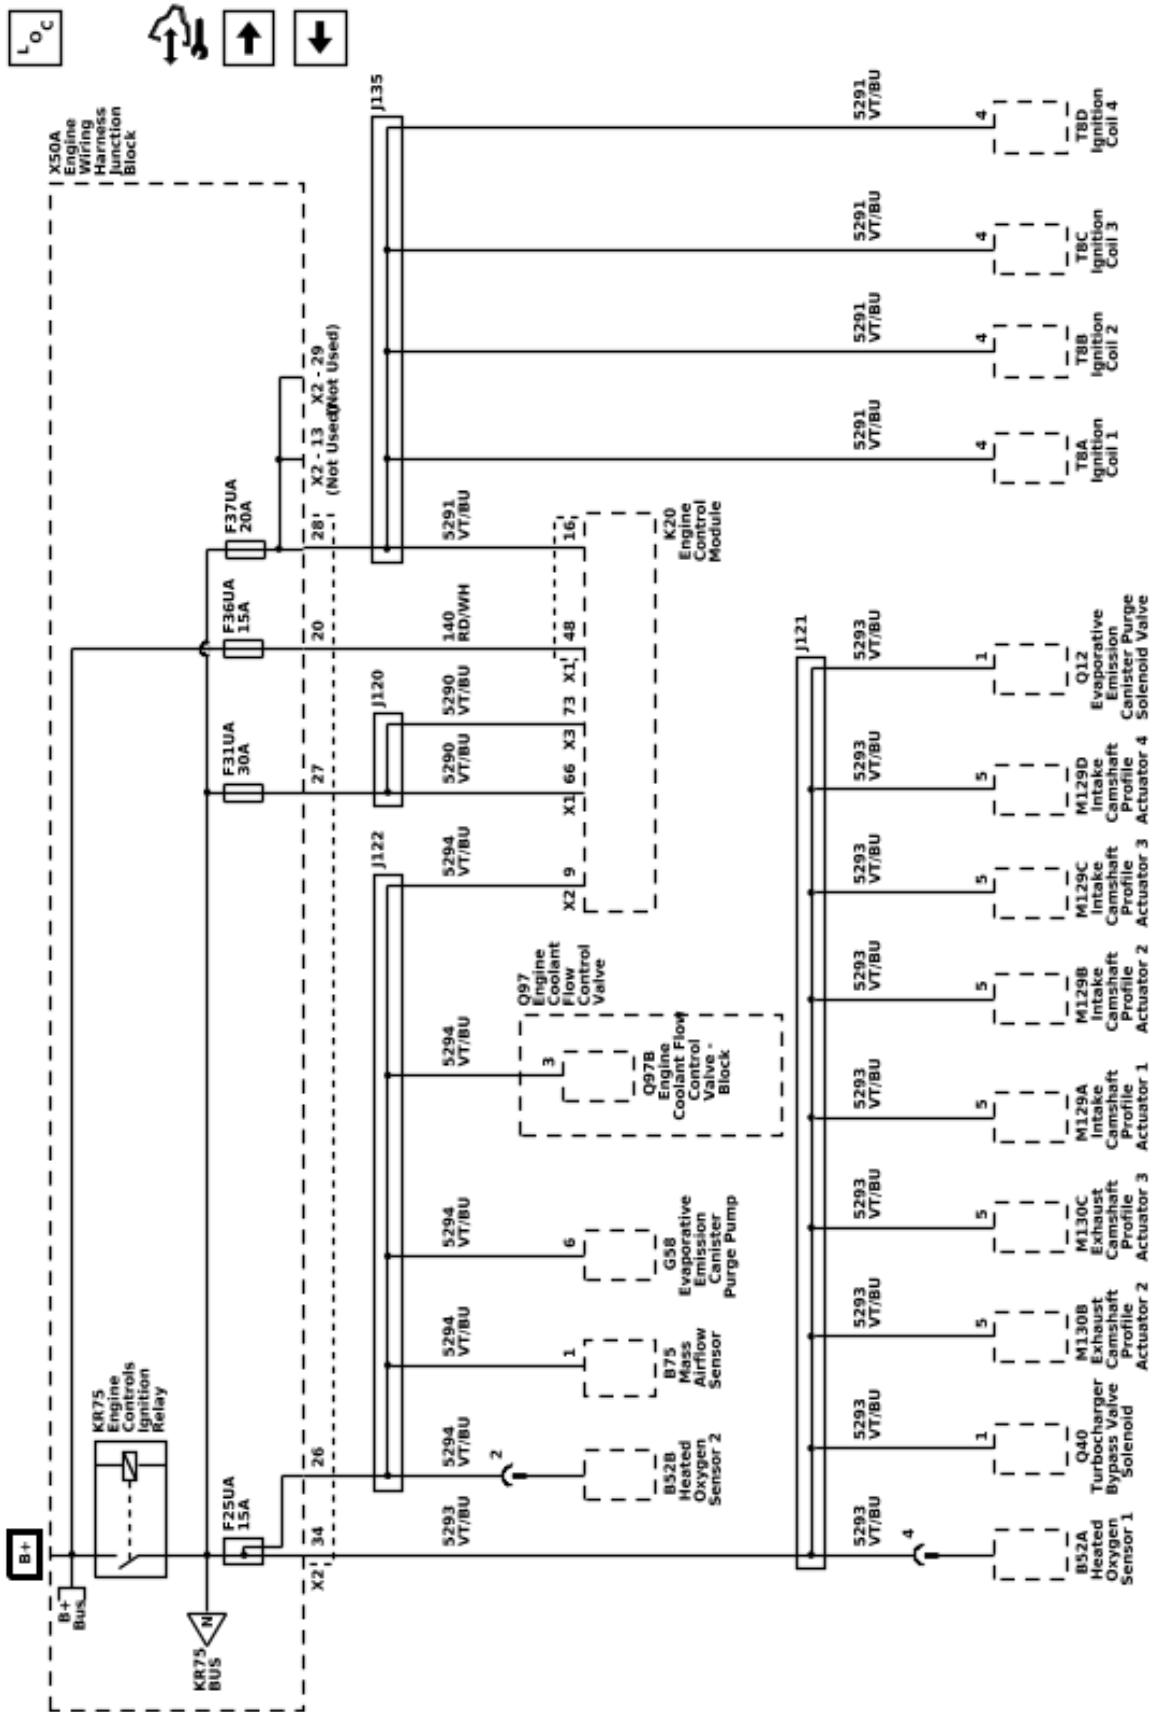 LOC
B+
B+
Bus
KR75
Engine
Controls
Ignition
Relay
X50A
Engine
Wiring
Harness
Junction
Block
KR75
BUS
N
F25UA
15A
F31UA
30A
F36UA
15A
F37UA
20A
X2
34
26
27
20
28
X2 - 13
(Not Used)
X2 - 29
(Not Used)
J122
J120
J135
5293
VT/BU
5294
VT/BU
5294
VT/BU
5294
VT/BU
5294
VT/BU
5294
VT/BU
5290
VT/BU
5290
VT/BU
140
RD/WH
5291
VT/BU
2
1
6
3
X2
9
X1
66
X3
73
X1
48
16
Q97
Engine
Coolant
Flow
Control
Valve
B52B
Heated
Oxygen
Sensor 2
B75
Mass
Airflow
Sensor
G58
Evaporative
Emission
Canister
Purge Pump
Q97B
Engine
Coolant Flow
Control
Valve -
Block
K20
Engine
Control
Module
J121
5293
VT/BU
5293
VT/BU
5293
VT/BU
5293
VT/BU
5293
VT/BU
5293
VT/BU
5293
VT/BU
5293
VT/BU
5293
VT/BU
5291
VT/BU
5291
VT/BU
5291
VT/BU
5291
VT/BU
4
1
5
5
5
5
5
5
1
4
4
4
4
B52A
Heated
Oxygen
Sensor 1
Q40
Turbocharger
Bypass Valve
Solenoid
M130B
Exhaust
Camshaft
Profile
Actuator 2
M130C
Exhaust
Camshaft
Profile
Actuator 3
M129A
Intake
Camshaft
Profile
Actuator 1
M129B
Intake
Camshaft
Profile
Actuator 2
M129C
Intake
Camshaft
Profile
Actuator 3
M129D
Intake
Camshaft
Profile
Actuator 4
Q12
Evaporative
Emission
Canister Purge
Solenoid Valve
T8A
Ignition
Coil 1
T8B
Ignition
Coil 2
T8C
Ignition
Coil 3
T8D
Ignition
Coil 4